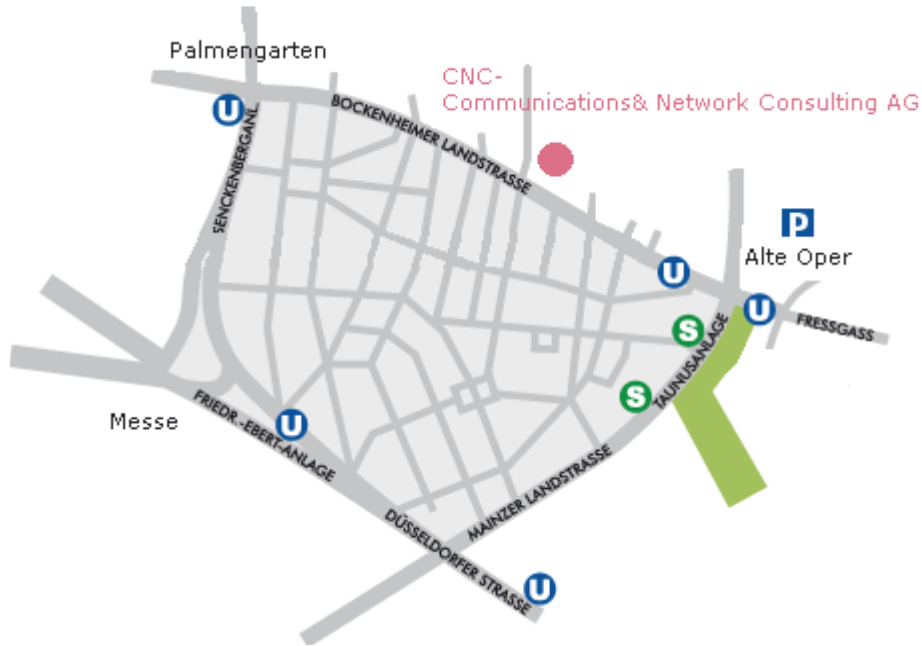 Palmengarten
CNC-
Communications& Network Consulting AG
BOCKENHEIMER LANDSTRASSE
U
SENCKENBERGANL.
P
Alte Oper
U
U
FRESSGASS
S
TAUNUSANLAGE
S
Messe
FRIEDR.-EBERT-ANLAGE
U
MAINZER LANDSTRASSE
DÜSSELDORFER STRASSE
U